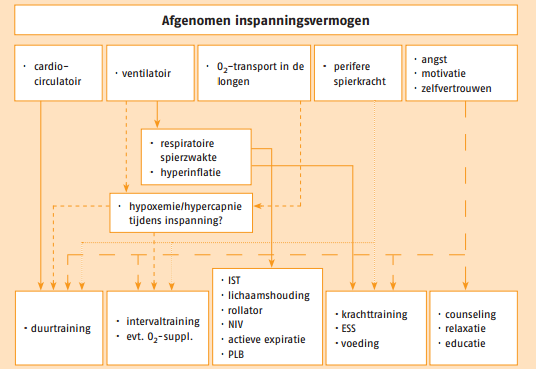 Afgenomen inspanningsvermogen
· cardio-
circulatoir
· ventilatoir
· O₂-transport in de
longen
· perifere
spierkracht
· angst
· motivatie
· zelfvertrouwen
· respiratoire
spierzwakte
· hyperinflatie
· hypoxemie/hypercapnie
tijdens inspanning?
· duurtraining
· intervaltraining
· evt. O₂-suppl.
· IST
· lichaamshouding
· rollator
· NIV
· actieve expiratie
· PLB
· krachttraining
· ESS
· voeding
· counseling
· relaxatie
· educatie